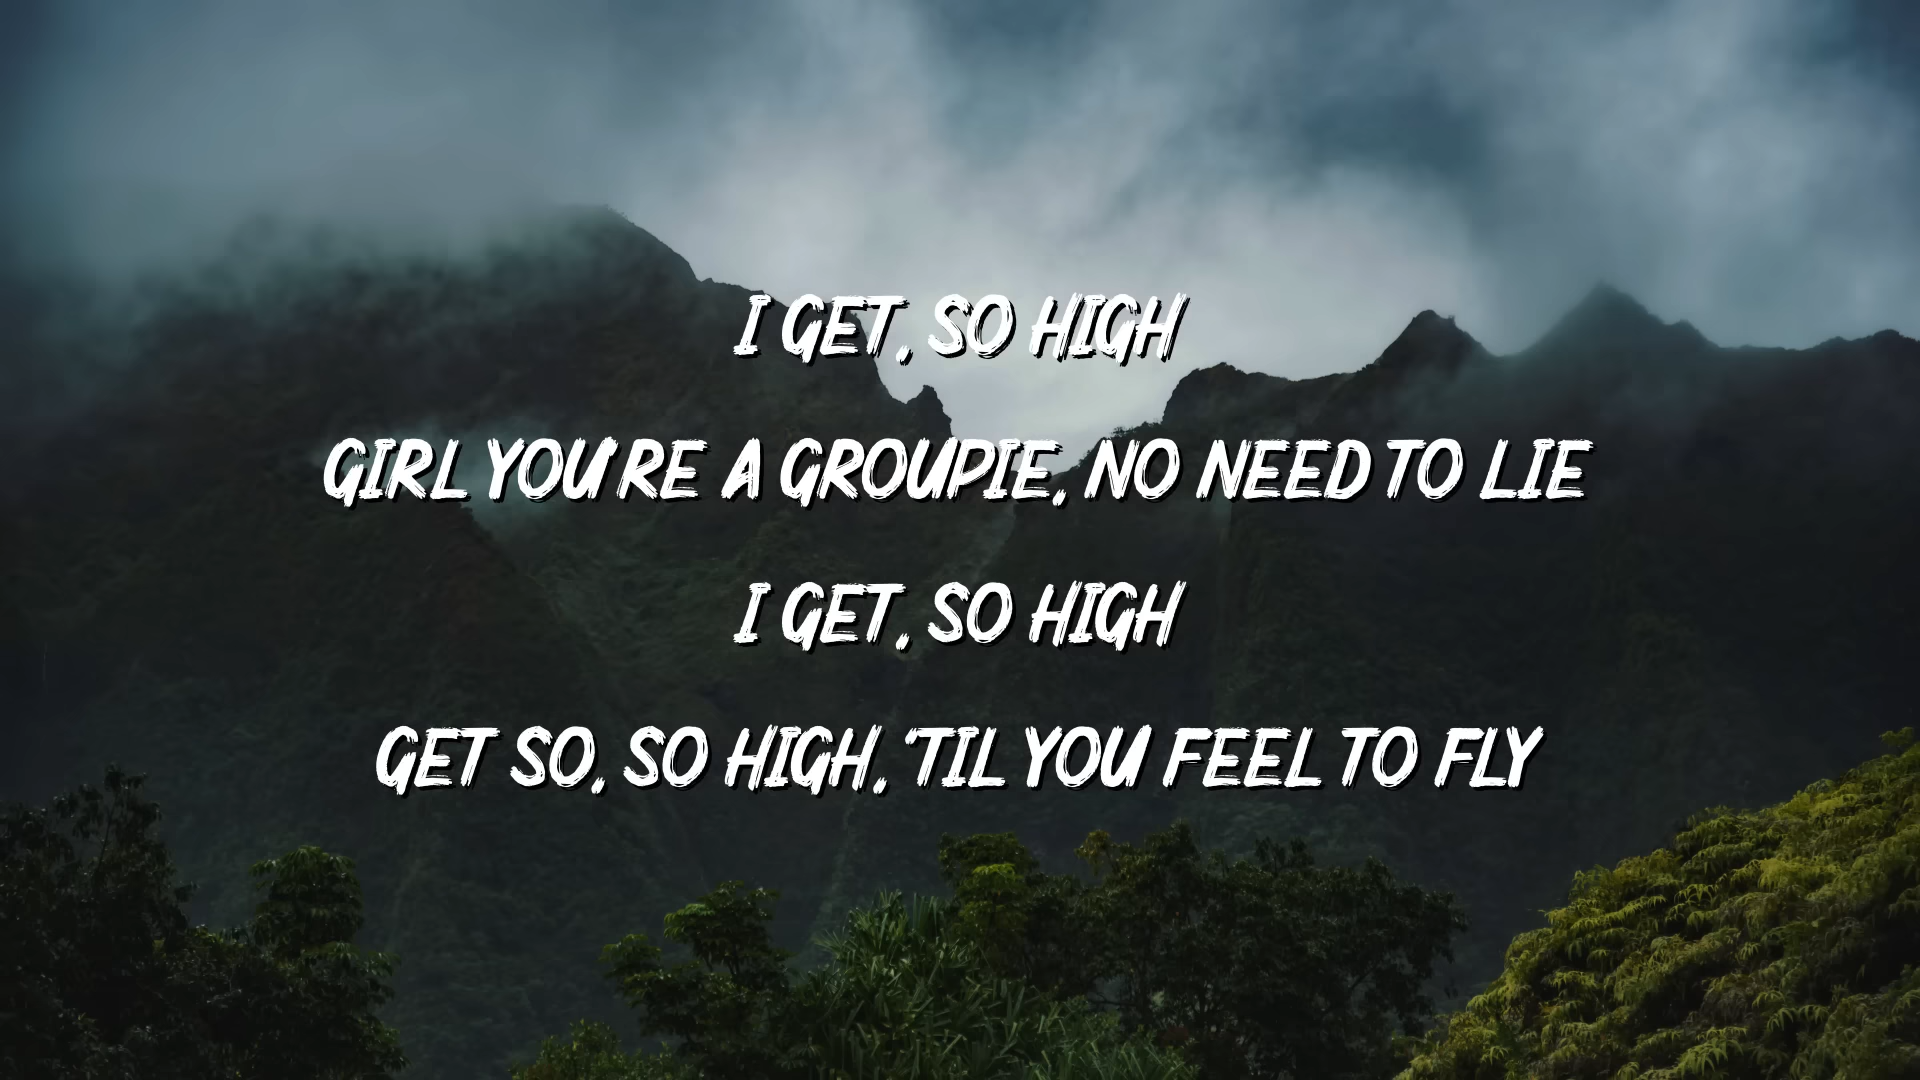 I GET, SO HIGH
GIRL YOU'RE A GROUPIE, NO NEED TO LIE
I GET, SO HIGH
GET SO, SO HIGH, 'TIL YOU FEEL TO FLY